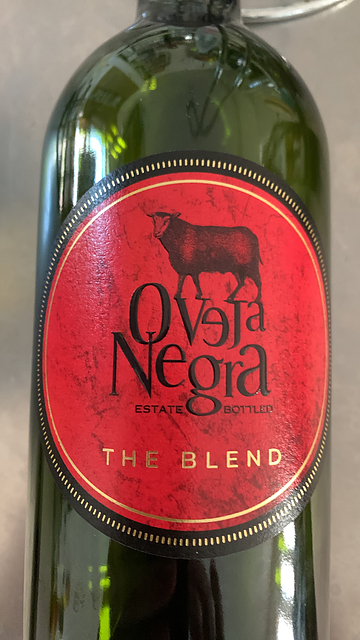 Oveja
Negra
ESTATE BOTTLED
THE BLEND